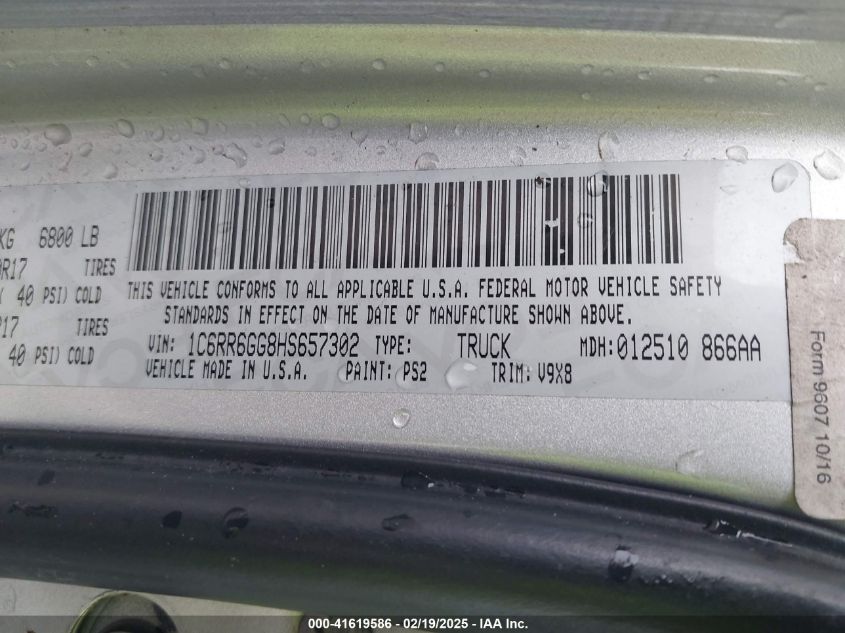 KG 6800 LB
R17 TIRES
40 PSI) COLD
R17 TIRES
40 PSI) COLD
THIS VEHICLE CONFORMS TO ALL APPLICABLE U.S.A. FEDERAL MOTOR VEHICLE SAFETY
STANDARDS IN EFFECT ON THE DATE OF MANUFACTURE SHOWN ABOVE.
VIN: 1C6RR6GG8HS657302 TYPE: TRUCK MDH: 012510 866AA
VEHICLE MADE IN U.S.A. PAINT: PS2 TRIM: V9X8
Form 9607 10/16
000-41619586 - 02/19/2025 - IAA Inc.